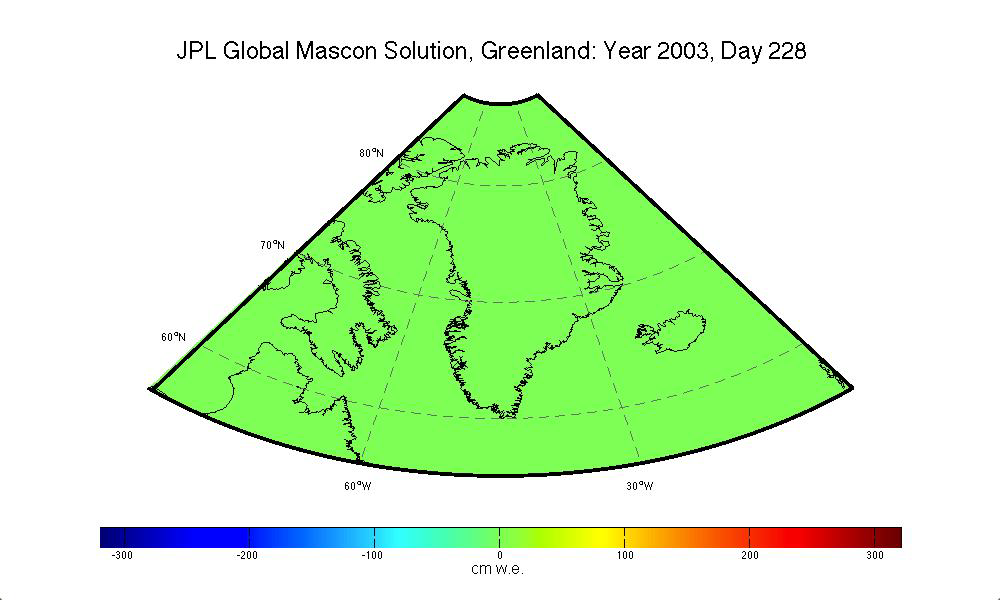 JPL Global Mascon Solution, Greenland: Year 2003, Day 228
80°N
70°N
60°N
60°W 30°W
-300 -200 -100 0 100 200 300
cm w.e.